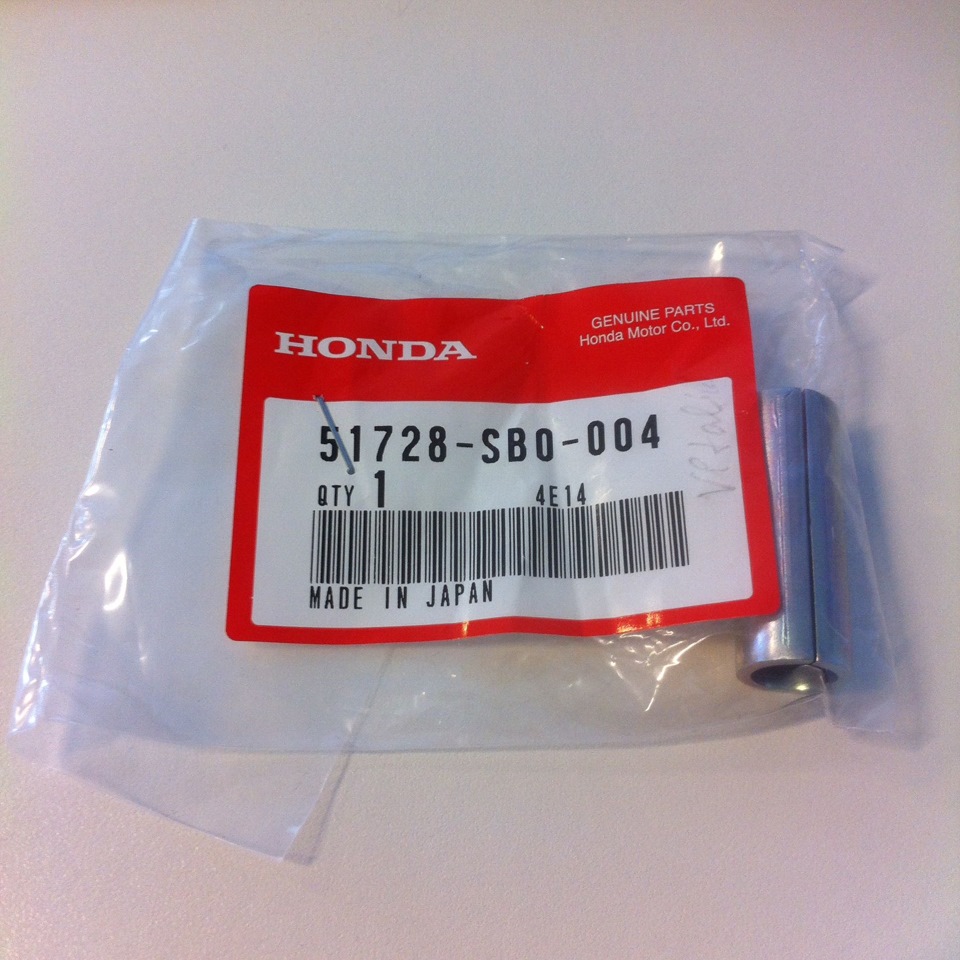 HONDA
GENUINE PARTS
Honda Motor Co., Ltd.
51728-SB0-004
QTY 1 4E14
MADE IN JAPAN